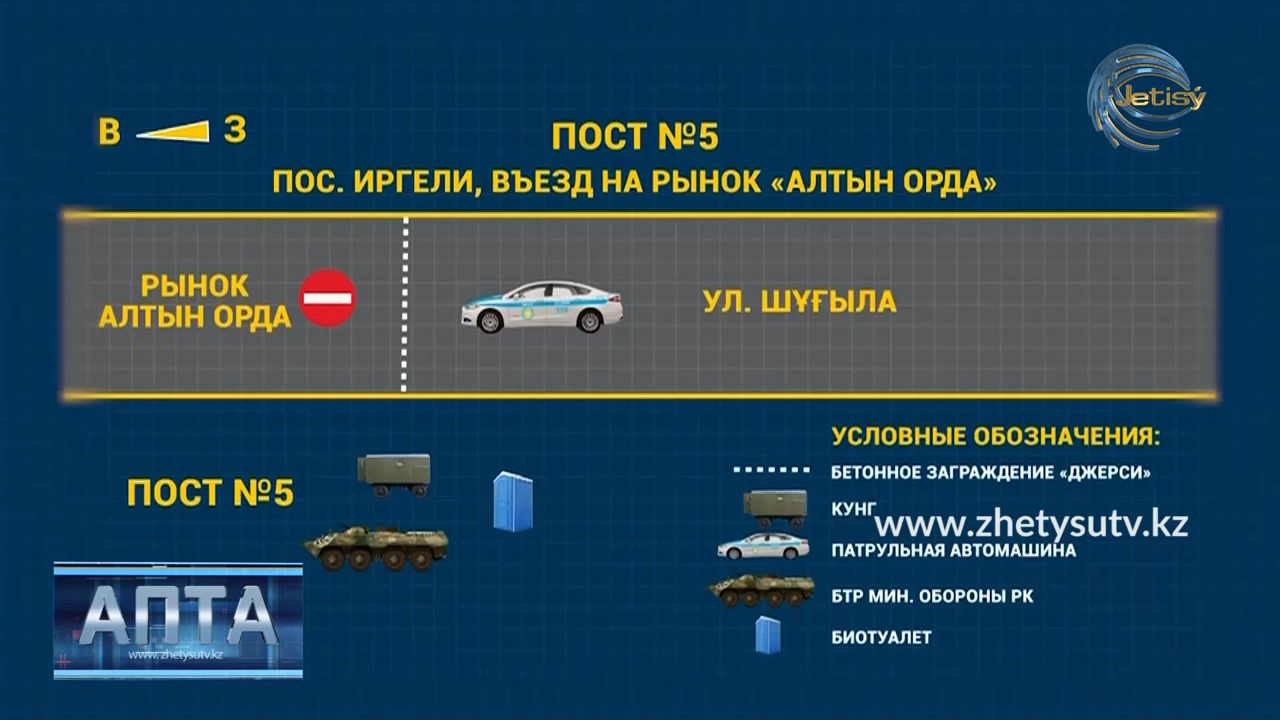 Jetisý
В З
ПОСТ №5
ПОС. ИРГЕЛИ, ВЪЕЗД НА РЫНОК «АЛТЫН ОРДА»
РЫНОК
АЛТЫН ОРДА
УЛ. ШҰҒЫЛА
ПОСТ №5
УСЛОВНЫЕ ОБОЗНАЧЕНИЯ:
БЕТОННОЕ ЗАГРАЖДЕНИЕ «ДЖЕРСИ»
КУНГ
www.zhetysutv.kz
ПАТРУЛЬНАЯ АВТОМАШИНА
БТР МИН. ОБОРОНЫ РК
БИОТУАЛЕТ
АПТА
www.zhetysutv.kz